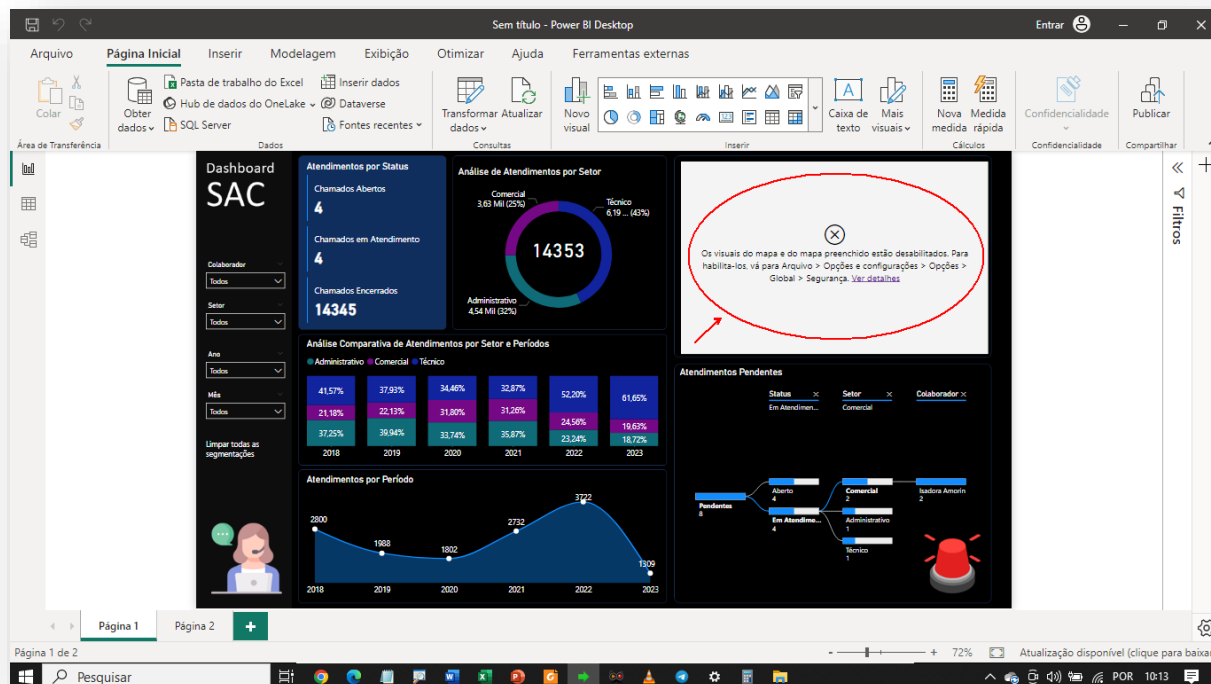 Sem título - Power BI Desktop
Entrar
Arquivo
Página Inicial
Inserir
Modelagem
Exibição
Otimizar
Ajuda
Ferramentas externas
Colar
Área de Transferência
Obter
dados
Pasta de trabalho do Excel
Hub de dados do OneLake
SQL Server
Inserir dados
Dataverse
Fontes recentes
Dados
Transformar
dados
Atualizar
Consultas
Novo
visual
A
Caixa de
texto
Mais
visuais
Inserir
Nova
medida
Medida
rápida
Cálculos
Confidencialidade
Confidencialidade
Publicar
Compartilhar
Dashboard
SAC
Colaborador
Todos
Setor
Todos
Ano
Todos
Mês
Todos
Limpar todas as
segmentações
Atendimentos por Status
Chamados Abertos
4
Chamados em Atendimento
4
Chamados Encerrados
14345
Análise de Atendimentos por Setor
Comercial
3,63 Mil (25%)
Técnico
6,19 ... (43%)
14353
Administrativo
4,54 Mil (32%)
Os visuais do mapa e do mapa preenchido estão desabilitados. Para
habilita-los, vá para Arquivo > Opções e configurações > Opções >
Global > Segurança. Ver detalhes
Análise Comparativa de Atendimentos por Setor e Períodos
Administrativo Comercial Técnico
41,57% 37,93% 34,46% 32,87% 52,20% 61,65%
21,18% 22,13% 31,80% 31,26% 24,56% 19,63%
37,25% 39,94% 33,74% 35,87% 23,24% 18,72%
2018 2019 2020 2021 2022 2023
Atendimentos por Período
2800 1988 1802 2732 3722 1309
2018 2019 2020 2021 2022 2023
Atendimentos Pendentes
Status
Em Atendimen...
Setor
Comercial
Colaborador
Pendentes
8
Aberto
4
Em Atendime...
4
Comercial
2
Administrativo
1
Técnico
1
Isadora Amorin
2
Filtros
Página 1
Página 2
Página 1 de 2
72%
Atualização disponível (clique para baixar
Pesquisar
POR
10:13